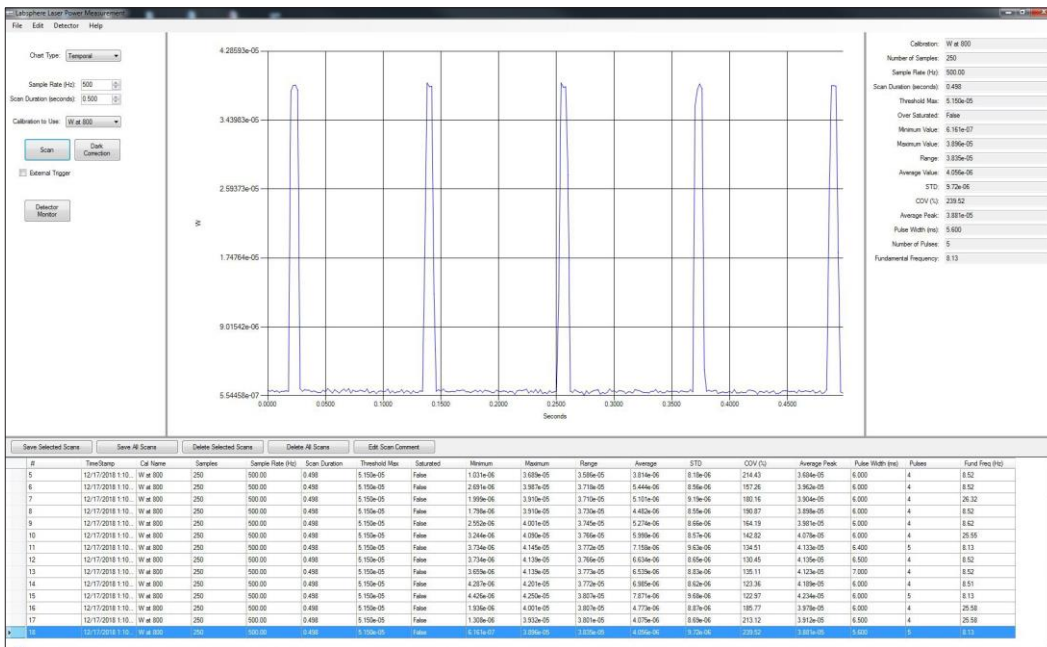 Labsphere Laser Power Measurement
File Edit Detector Help
Chart Type: Temporal
Sample Rate (Hz): 500
Scan Duration (seconds): 0.500
Calibration to Use: W at 800
Scan
Dark Correction
External Trigger
Detector Monitor
W
4.28693e-05
3.43983e-05
2.59373e-05
1.74764e-05
9.01542e-06
5.54458e-07
0.0000 0.0500 0.1000 0.1500 0.2000 0.2500 0.3000 0.3500 0.4000 0.4500
Seconds
Calibration: W at 800
Number of Samples: 250
Sample Rate (Hz): 500.00
Scan Duration (seconds): 0.498
Threshold Max: 5.150e-05
Over Saturated: False
Minimum Value: 6.161e-07
Maximum Value: 3.896e-05
Range: 3.835e-05
Average Value: 4.056e-06
STD: 9.72e-06
COV (%): 239.52
Average Peak: 3.881e-05
Pulse Width (ms): 5.600
Number of Pulses: 5
Fundamental Frequency: 8.13
Save Selected Scans Save All Scans Delete Selected Scans Delete All Scans Edit Scan Comment
# TimeStamp Cal Name Samples Sample Rate (Hz) Scan Duration Threshold Max Saturated Minimum Maximum Range Average STD COV (%) Average Peak Pulse Width (ms) Pulses Fund Freq (Hz)
5 12/17/2018 1:10... W at 800 250 500.00 0.498 5.150e-05 False 1.031e-06 3.689e-05 3.586e-05 3.814e-06 8.18e-06 214.43 3.684e-05 6.000 4 8.52
6 12/17/2018 1:10... W at 800 250 500.00 0.498 5.150e-05 False 2.691e-06 3.987e-05 3.718e-05 5.444e-06 8.56e-06 157.26 3.962e-05 6.000 4 8.52
7 12/17/2018 1:10... W at 800 250 500.00 0.498 5.150e-05 False 1.999e-06 3.910e-05 3.710e-05 5.101e-06 9.19e-06 180.16 3.904e-05 6.000 4 26.32
8 12/17/2018 1:10... W at 800 250 500.00 0.498 5.150e-05 False 1.798e-06 3.910e-05 3.730e-05 4.482e-06 8.55e-06 190.87 3.898e-05 6.000 4 8.52
9 12/17/2018 1:10... W at 800 250 500.00 0.498 5.150e-05 False 2.552e-06 4.001e-05 3.745e-05 5.274e-06 8.66e-06 164.19 3.981e-05 6.000 4 8.62
10 12/17/2018 1:10... W at 800 250 500.00 0.498 5.150e-05 False 3.244e-06 4.090e-05 3.766e-05 5.998e-06 8.57e-06 142.82 4.078e-05 6.000 4 25.55
11 12/17/2018 1:10... W at 800 250 500.00 0.498 5.150e-05 False 3.734e-06 4.145e-05 3.772e-05 7.158e-06 9.63e-06 134.51 4.133e-05 6.400 5 8.13
12 12/17/2018 1:10... W at 800 250 500.00 0.498 5.150e-05 False 3.734e-06 4.139e-05 3.766e-05 6.634e-06 8.65e-06 130.45 4.135e-05 6.500 4 8.52
13 12/17/2018 1:10... W at 800 250 500.00 0.498 5.150e-05 False 3.659e-06 4.139e-05 3.773e-05 6.539e-06 8.83e-06 135.11 4.123e-05 7.000 4 8.52
14 12/17/2018 1:10... W at 800 250 500.00 0.498 5.150e-05 False 4.287e-06 4.201e-05 3.772e-05 6.985e-06 8.62e-06 123.36 4.189e-05 6.000 4 8.51
15 12/17/2018 1:10... W at 800 250 500.00 0.498 5.150e-05 False 4.426e-06 4.250e-05 3.807e-05 7.871e-06 9.68e-06 122.97 4.234e-05 6.000 5 8.13
16 12/17/2018 1:10... W at 800 250 500.00 0.498 5.150e-05 False 1.936e-06 4.001e-05 3.807e-05 4.773e-06 8.87e-06 185.77 3.978e-05 6.000 4 25.58
17 12/17/2018 1:10... W at 800 250 500.00 0.498 5.150e-05 False 1.308e-06 3.932e-05 3.801e-05 4.075e-06 8.69e-06 213.12 3.912e-05 6.500 4 25.58
18 12/17/2018 1:10... W at 800 250 500.00 0.498 5.150e-05 False 6.161e-07 3.896e-05 3.835e-05 4.056e-06 9.72e-06 239.52 3.881e-05 5.600 5 8.13